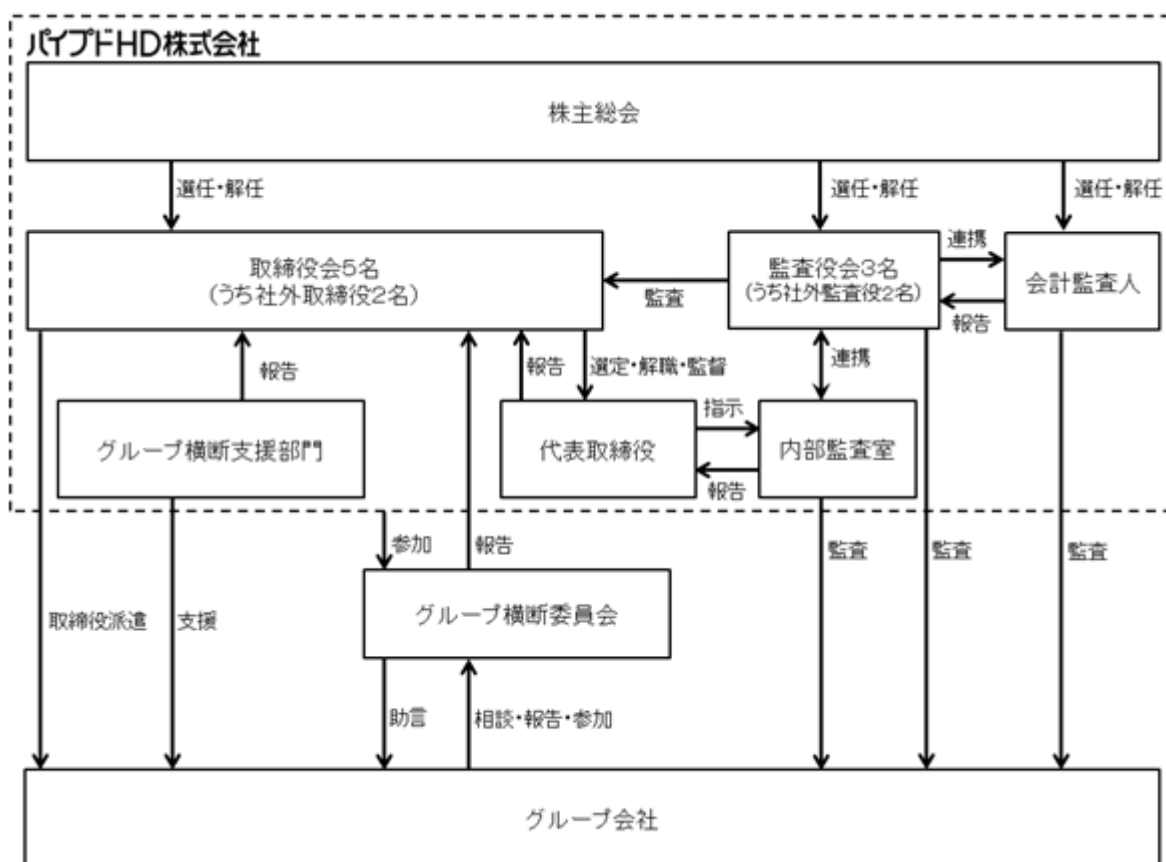 パイプドHD株式会社
株主総会
選任・解任
選任・解任
選任・解任
取締役会5名
(うち社外取締役2名)
監査
監査役会3名
(うち社外監査役2名)
連携
報告
会計監査人
報告
報告
選定・解職・監督
連携
グループ横断支援部門
代表取締役
指示
報告
内部監査室
参加
報告
監査
監査
監査
グループ横断委員会
取締役派遣
支援
助言
相談・報告・参加
グループ会社